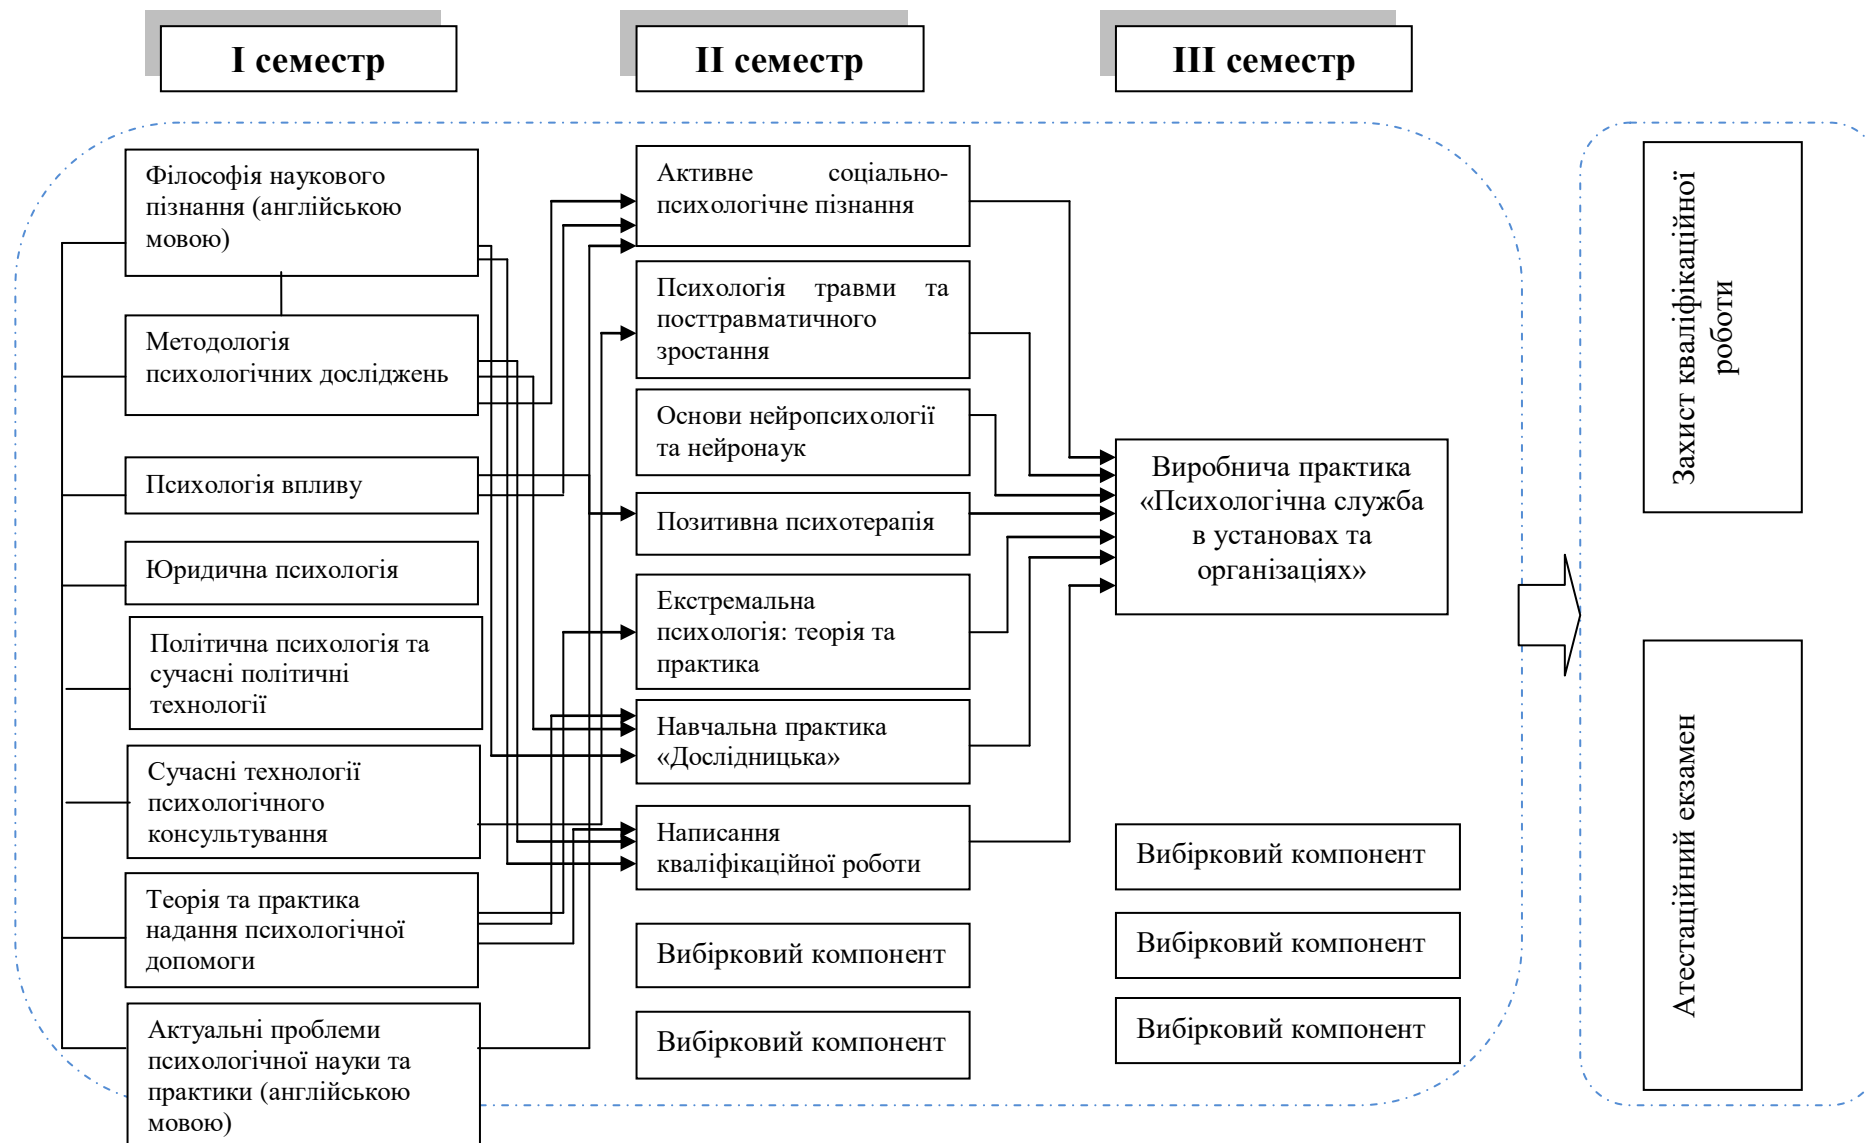 І семестр
ІІ семестр
ІІІ семестр
Філософія наукового
пізнання (англійською
мовою)
Методологія
психологічних досліджень
Психологія впливу
Юридична психологія
Політична психологія та
сучасні політичні
технології
Сучасні технології
психологічного
консультування
Теорія та практика
надання психологічної
допомоги
Актуальні проблеми
психологічної науки та
практики (англійською
мовою)
Активне соціально-
психологічне пізнання
Психологія травми та
посттравматичного
зростання
Основи нейропсихології
та нейронаук
Позитивна психотерапія
Екстремальна
психологія: теорія та
практика
Навчальна практика
«Дослідницька»
Написання
кваліфікаційної роботи
Вибірковий компонент
Вибірковий компонент
Виробнича практика
«Психологічна служба
в установах та
організаціях»
Вибірковий компонент
Вибірковий компонент
Вибірковий компонент
Захист кваліфікаційної
роботи
Атестаційний екзамен